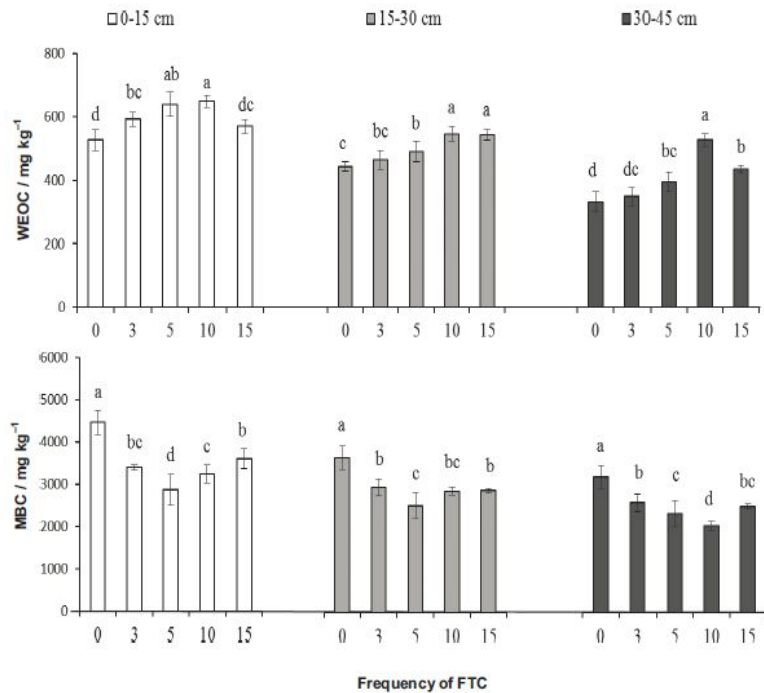 0-15 cm 15-30 cm 30-45 cm
800
600
400
200
0
WEOC / mg kg⁻¹
d bc ab a dc
c bc b a a
d dc bc a b
0 3 5 10 15 0 3 5 10 15 0 3 5 10 15
6000
5000
4000
3000
2000
1000
0
MBC / mg kg⁻¹
a bc d c b
a b c bc b
a b c d bc
0 3 5 10 15 0 3 5 10 15 0 3 5 10 15
Frequency of FTC